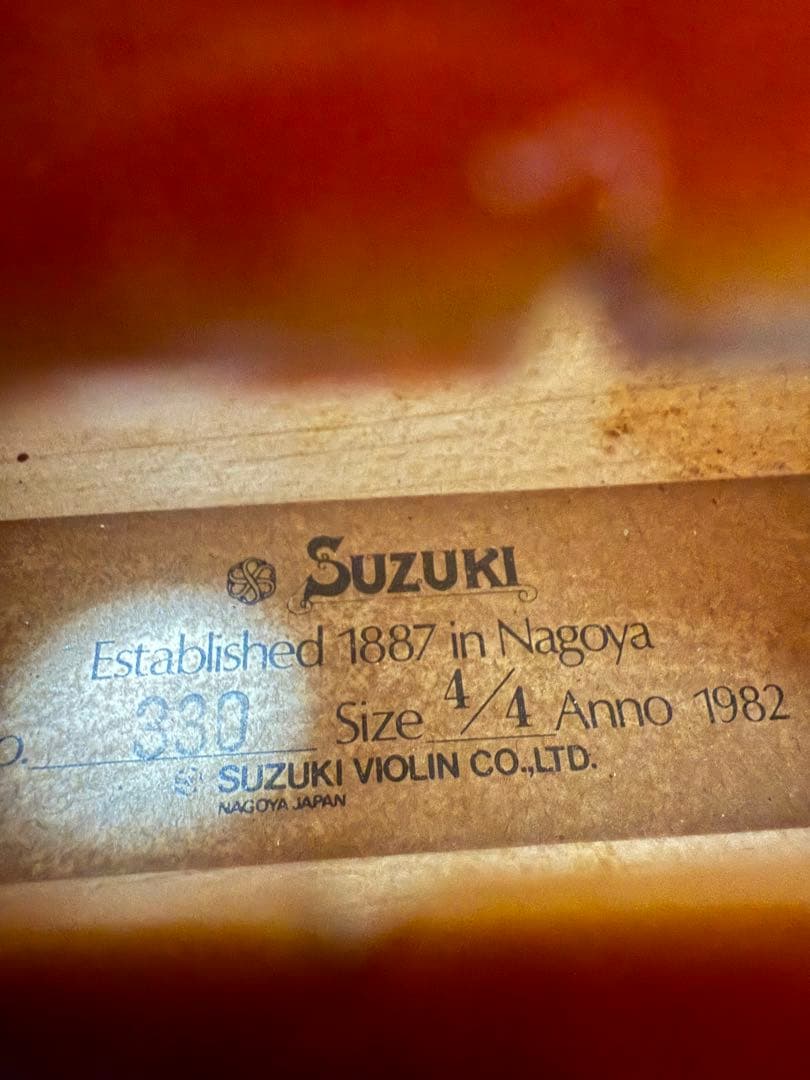 SUZUKI
Established 1887 in Nagoya
o. 330 Size 4/4 Anno 1982
SUZUKI VIOLIN CO.,LTD.
NAGOYA JAPAN